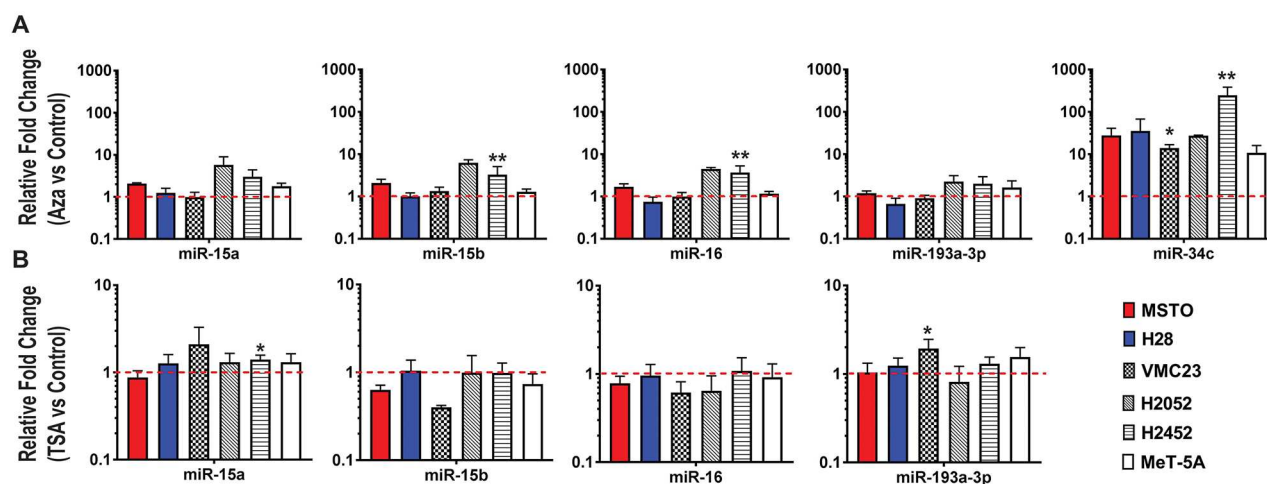 A
Relative Fold Change
(Aza vs Control)
1000
100
10
1
0.1
miR-15a
1000
100
10
1
0.1
**
miR-15b
1000
100
10
1
0.1
**
miR-16
1000
100
10
1
0.1
miR-193a-3p
1000
100
10
1
0.1
*
**
miR-34c
B
Relative Fold Change
(TSA vs Control)
10
1
0.1
*
miR-15a
10
1
0.1
miR-15b
10
1
0.1
miR-16
10
1
0.1
*
miR-193a-3p
MSTO
H28
VMC23
H2052
H2452
MeT-5A